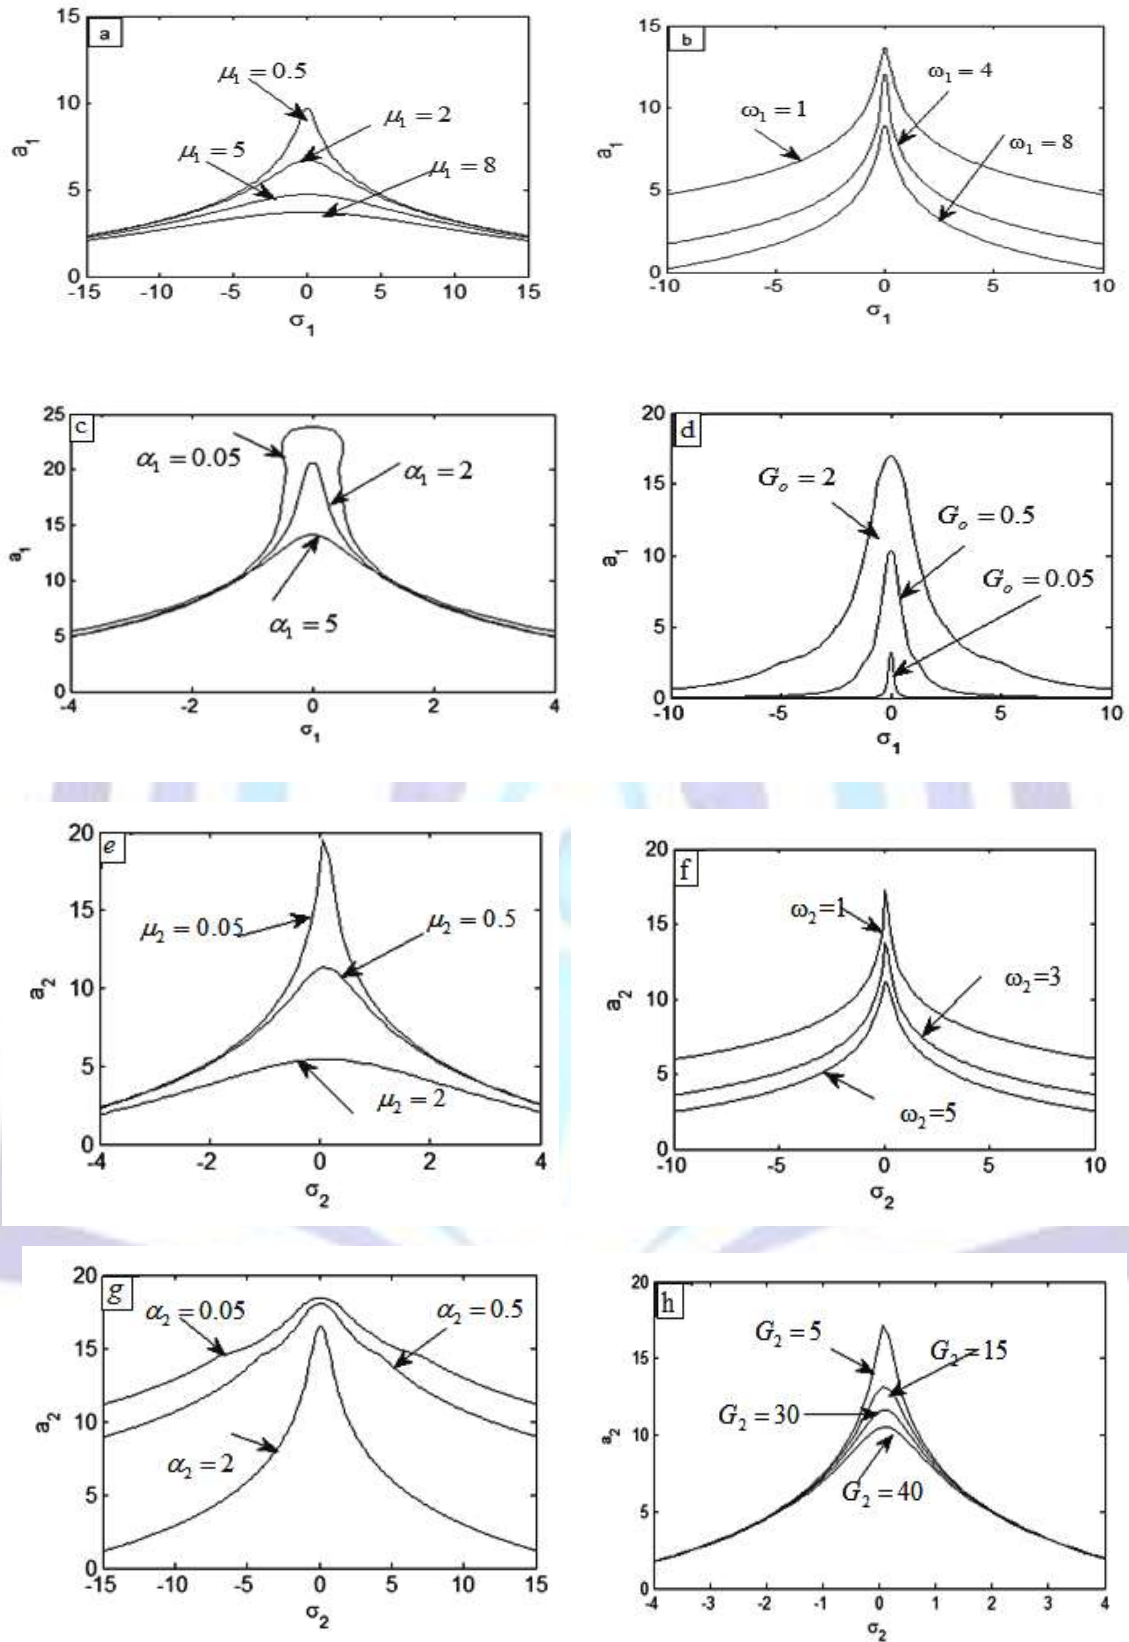 a
15
10
5
0
a₁
μ₁ = 0.5
μ₁ = 2
μ₁ = 5
μ₁ = 8
-15 -10 -5 0 5 10 15
σ₁
b
15
10
5
0
a₁
ω₁ = 4
ω₁ = 1
ω₁ = 8
-10 -5 0 5 10
σ₁
c
25
20
15
10
5
0
a₁
α₁ = 0.05
α₁ = 2
α₁ = 5
-4 -2 0 2 4
σ₁
d
20
15
10
5
0
a₁
Gₒ = 2
Gₒ = 0.5
Gₒ = 0.05
-10 -5 0 5 10
σ₁
e
20
15
10
5
0
a₂
μ₂ = 0.05
μ₂ = 0.5
μ₂ = 2
-4 -2 0 2 4
σ₂
f
20
15
10
5
0
a₂
ω₂=1
ω₂=3
ω₂=5
-10 -5 0 5 10
σ₂
g
20
15
10
5
0
a₂
α₂ = 0.05
α₂ = 0.5
α₂ = 2
-15 -10 -5 0 5 10 15
σ₂
h
20
15
10
5
0
a₂
G₂ = 5
G₂ = 15
G₂ = 30
G₂ = 40
-4 -3 -2 -1 0 1 2 3 4
σ₂